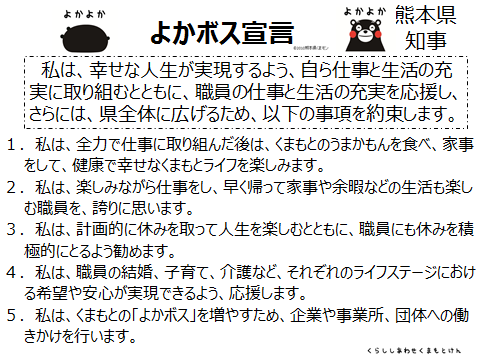 よかよか
よかボス宣言
よかよか
熊本県
知事
私は、幸せな人生が実現するよう、自ら仕事と生活の充
実に取り組むとともに、職員の仕事と生活の充実を応援し、
さらには、県全体に広げるため、以下の事項を約束します。
１．私は、全力で仕事に取り組んだ後は、くまもとのうまかもんを食べ、家事
をして、健康で幸せなくまもとライフを楽しみます。
２．私は、楽しみながら仕事をし、早く帰って家事や余暇などの生活も楽し
む職員を、誇りに思います。
３．私は、計画的に休みを取って人生を楽しむとともに、職員にも休みを積
極的にとるよう勧めます。
４．私は、職員の結婚、子育て、介護など、それぞれのライフステージにおけ
る希望や安心が実現できるよう、応援します。
５．私は、くまもとの「よかボス」を増やすため、企業や事業所、団体への働
きかけを行います。
くらししあわせくまもとけん